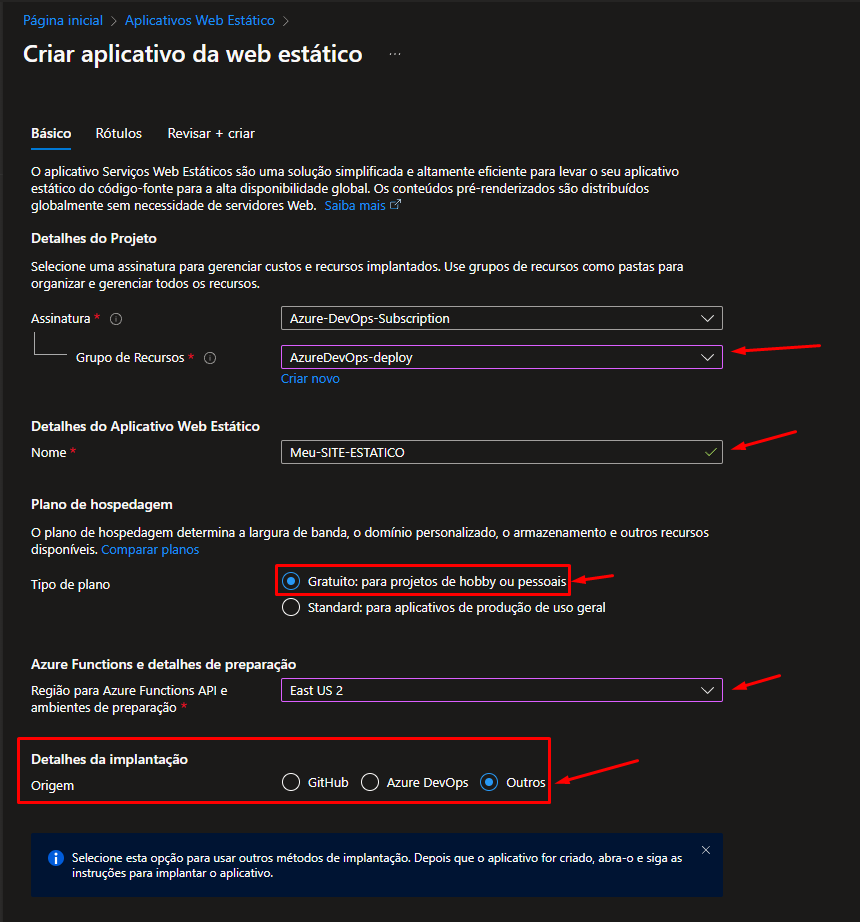 Página inicial > Aplicativos Web Estático >
Criar aplicativo da web estático ...
Básico Rótulos Revisar + criar
O aplicativo Serviços Web Estáticos são uma solução simplificada e altamente eficiente para levar o seu aplicativo
estático do código-fonte para a alta disponibilidade global. Os conteúdos pré-renderizados são distribuídos
globalmente sem necessidade de servidores Web. Saiba mais
Detalhes do Projeto
Selecione uma assinatura para gerenciar custos e recursos implantados. Use grupos de recursos como pastas para
organizar e gerenciar todos os recursos.
Assinatura * Azure-DevOps-Subscription
Grupo de Recursos * AzureDevOps-deploy
Criar novo
Detalhes do Aplicativo Web Estático
Nome * Meu-SITE-ESTATICO
Plano de hospedagem
O plano de hospedagem determina a largura de banda, o domínio personalizado, o armazenamento e outros recursos
disponíveis. Comparar planos
Tipo de plano Gratuito: para projetos de hobby ou pessoais
Standard: para aplicativos de produção de uso geral
Azure Functions e detalhes de preparação
Região para Azure Functions API e East US 2
ambientes de preparação *
Detalhes da implantação
Origem GitHub Azure DevOps Outros
Selecione esta opção para usar outros métodos de implantação. Depois que o aplicativo for criado, abra-o e siga as
instruções para implantar o aplicativo.